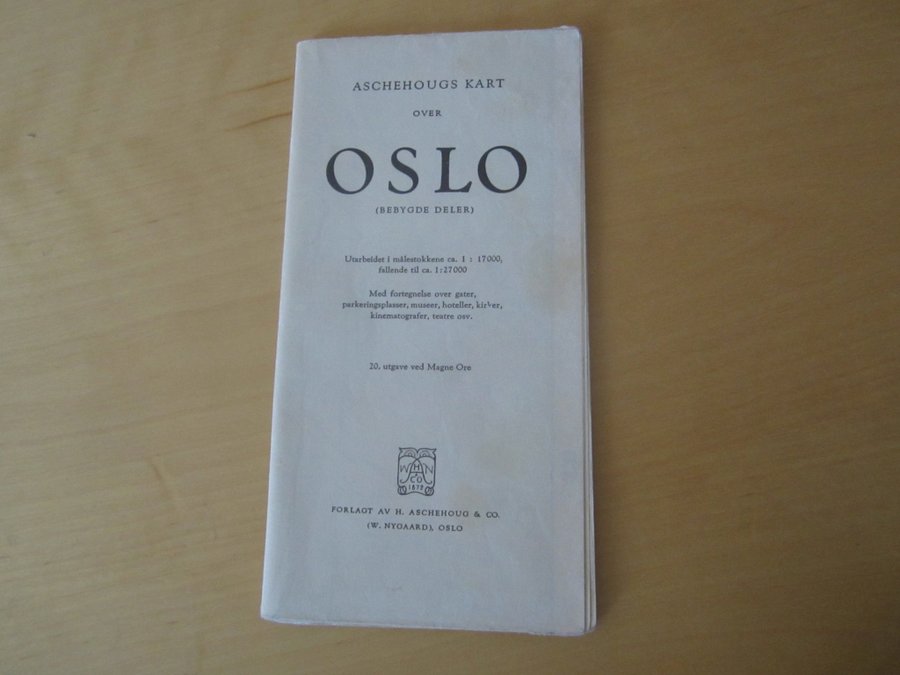 ASCHEHOUGS KART
OVER
OSLO
(BEBYGDE DELER)
Utarbeidet i målestokkene ca. 1 : 17000,
fallende til ca. 1:27000
Med fortegnelse over gater,
parkeringsplasser, museer, hoteller, kirker,
kinematografer, teatre osv.
20. utgave ved Magne Ore
W H N
& CO
1872
FORLAGT AV H. ASCHEHOUG & CO.
(W. NYGAARD), OSLO